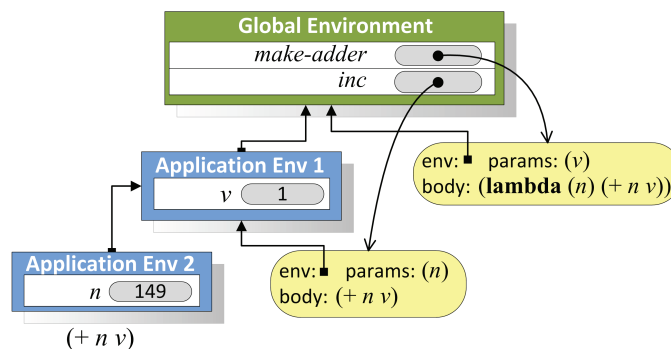 Global Environment
make-adder
inc
env: params: (v)
body: (lambda (n) (+ n v))
Application Env 1
v 1
env: params: (n)
body: (+ n v)
Application Env 2
n 149
(+ n v)